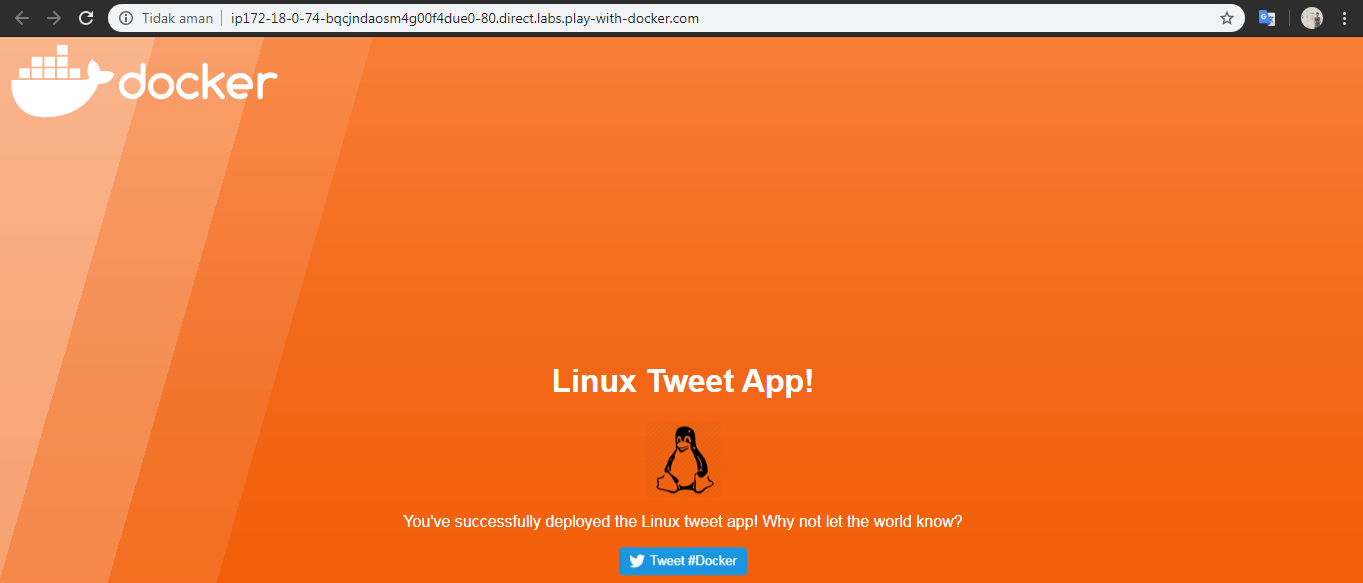 Tidak aman
ip172-18-0-74-bqcjndaosm4g00f4due0-80.direct.labs.play-with-docker.com
docker
Linux Tweet App!
You've successfully deployed the Linux tweet app! Why not let the world know?
Tweet #Docker